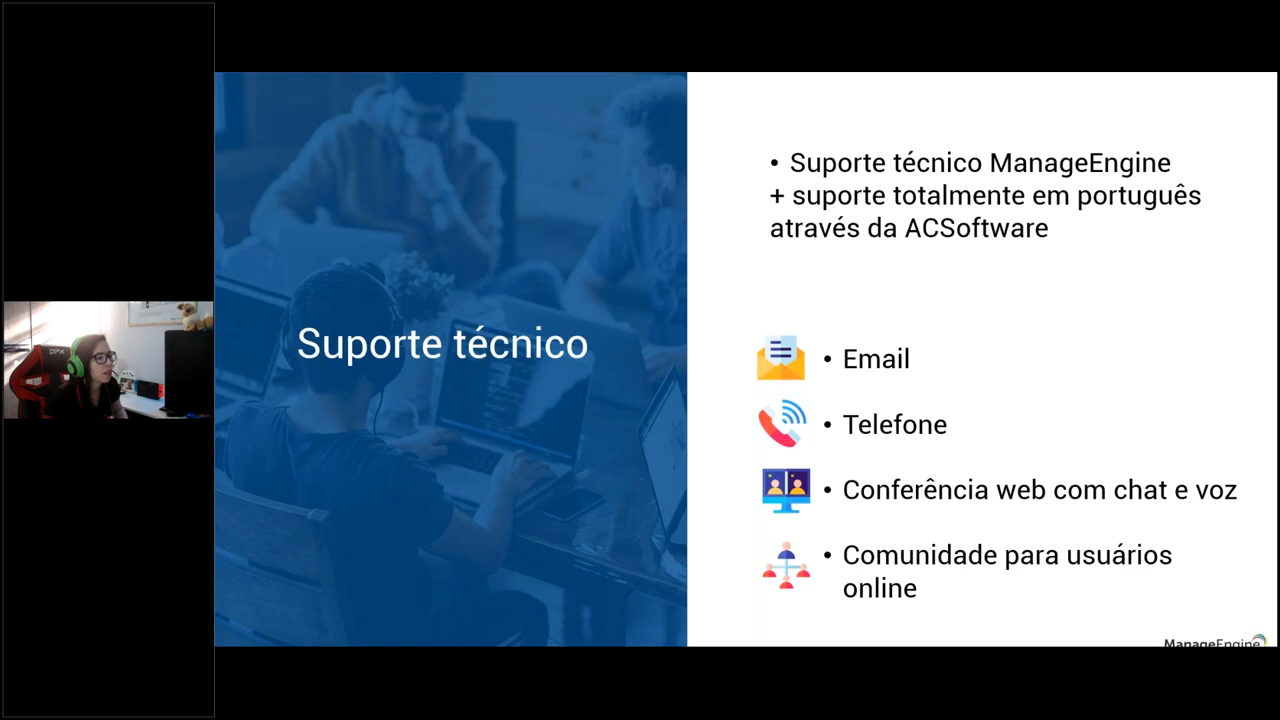 DPX
Suporte técnico
• Suporte técnico ManageEngine
+ suporte totalmente em português
através da ACSoftware
• Email
• Telefone
• Conferência web com chat e voz
• Comunidade para usuários
online
ManageEngine